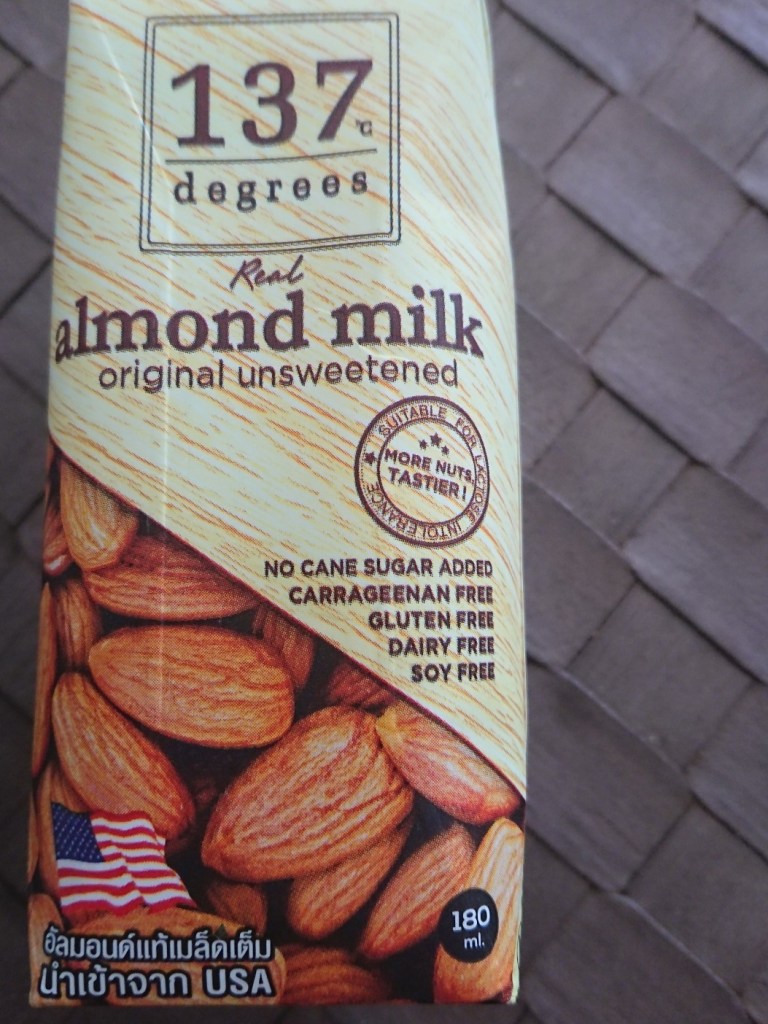 137
°C
degrees
Real
almond milk
original unsweetened
SUITABLE FOR LACTOSE INTOLERANCE
MORE NUTS,
TASTIER!
NO CANE SUGAR ADDED
CARRAGEENAN FREE
GLUTEN FREE
DAIRY FREE
SOY FREE
180
ml.
อัลมอนด์แท้เมล็ดเต็ม
นำเข้าจาก USA